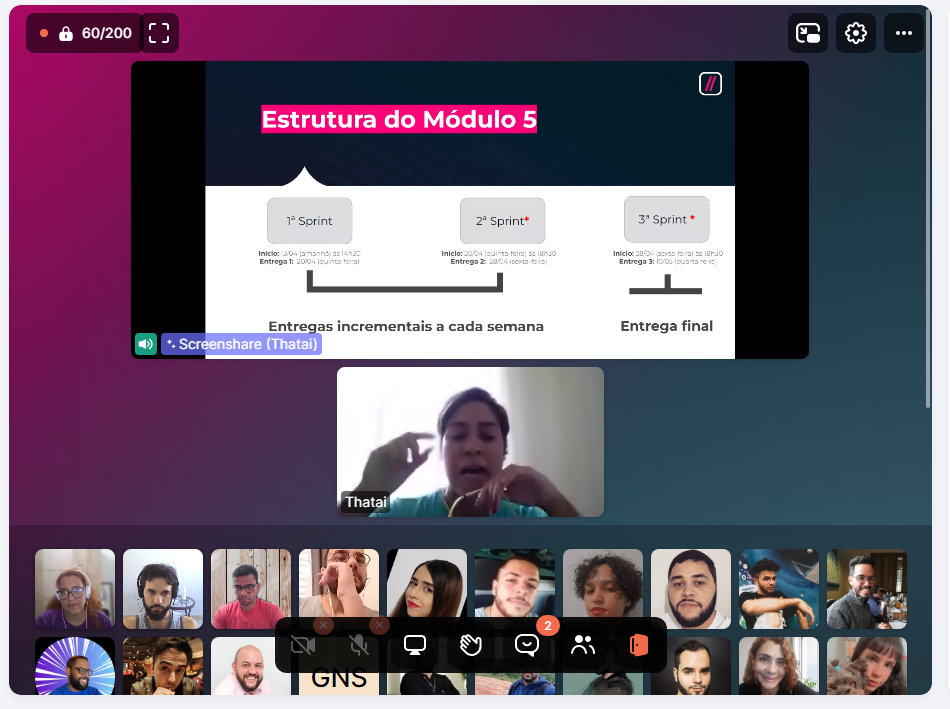 60/200
Estrutura do Módulo 5
1ª Sprint
2ª Sprint*
3ª Sprint *
Início: 13/04 (amanhã) às 14h30
Entrega 1: 20/04 (quinta-feira)
Início: 20/04 (quinta-feira) às 18h30
Entrega 2: 28/04 (sexta-feira)
Início: 28/04 (sexta-feira) às 18h30
Entrega 3: 10/05 (quarta-feira)
Entregas incrementais a cada semana
Entrega final
Screenshare (Thatai)
Thatai
2
GNS